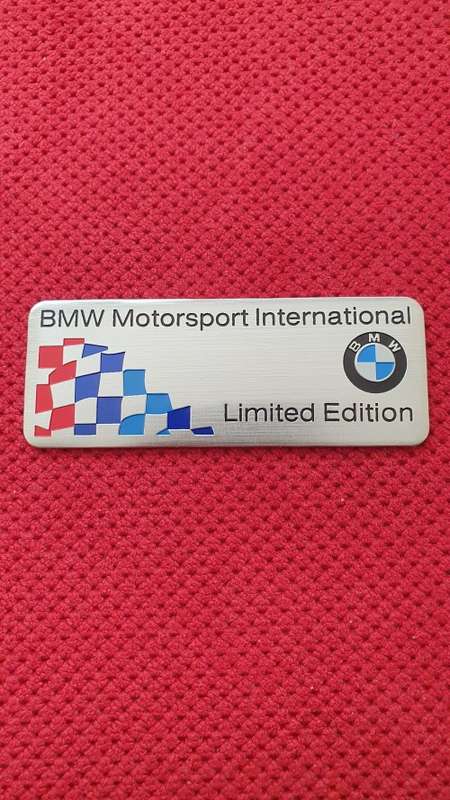 BMW Motorsport International
BMW
Limited Edition